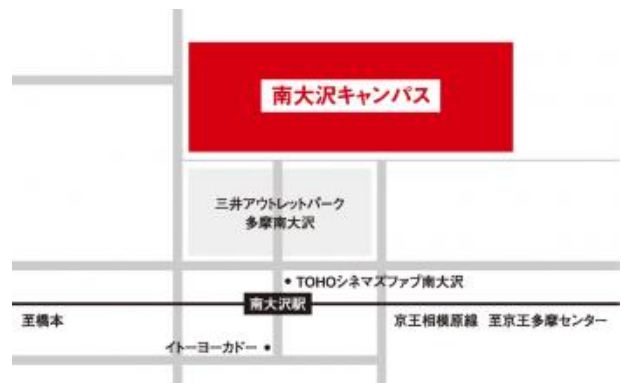 南大沢キャンパス
三井アウトレットパーク
多摩南大沢
TOHOシネマズファブ南大沢
南大沢駅
至橋本
京王相模原線 至京王多摩センター
イトーヨーカドー